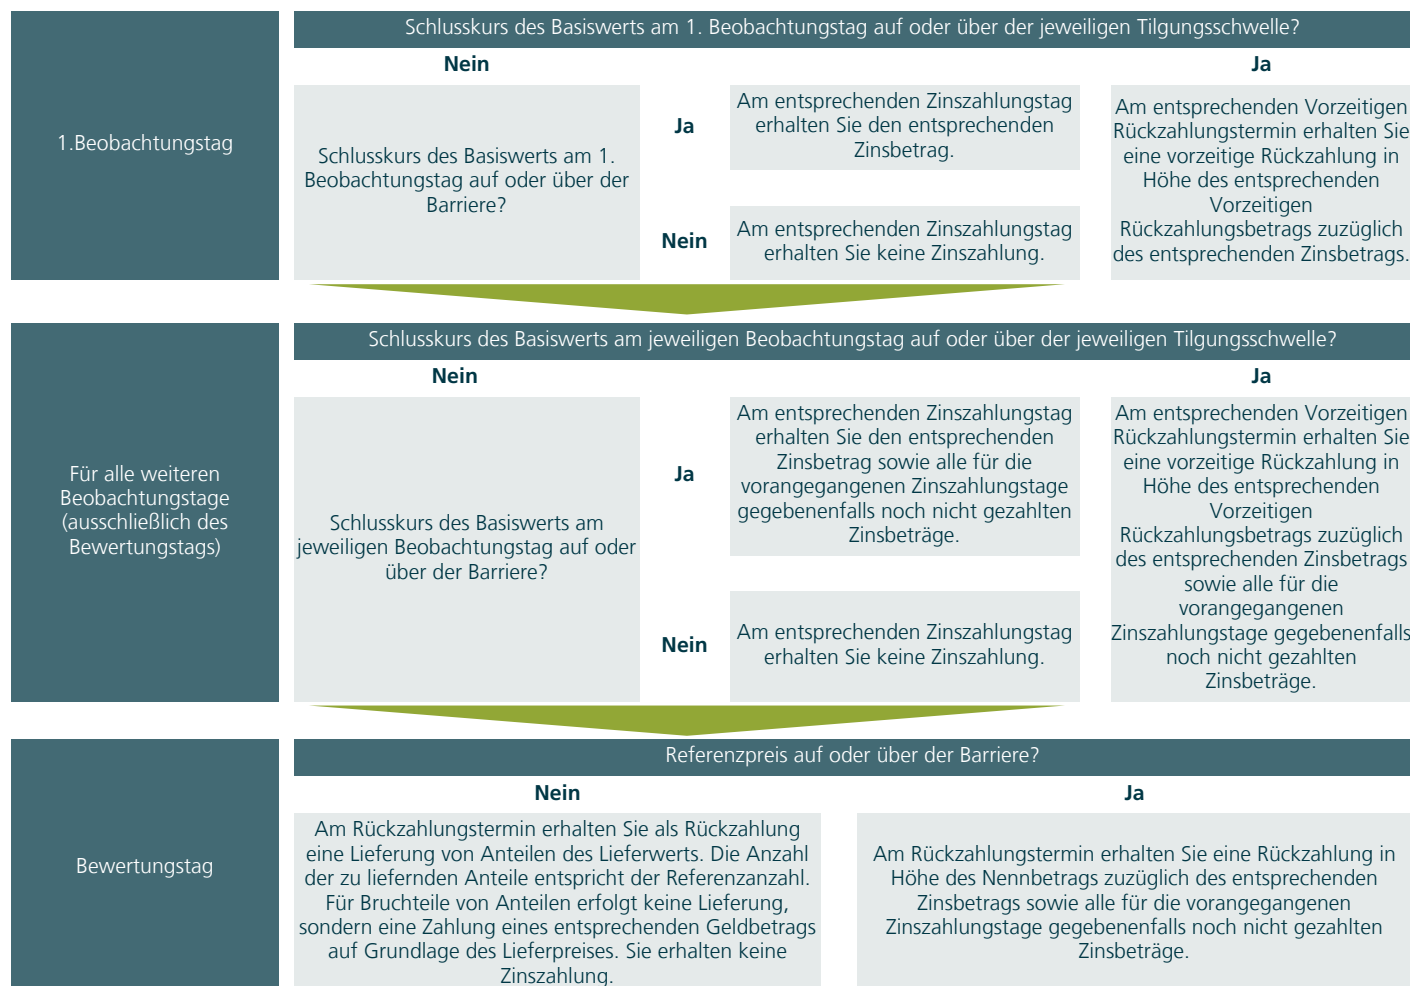 Schlusskurs des Basiswerts am 1. Beobachtungstag auf oder über der jeweiligen Tilgungsschwelle?
1.Beobachtungstag
Nein
Ja
Schlusskurs des Basiswerts am 1.
Beobachtungstag auf oder über der
Barriere?
Ja
Am entsprechenden Zinszahlungstag
erhalten Sie den entsprechenden
Zinsbetrag.
Nein
Am entsprechenden Zinszahlungstag
erhalten Sie keine Zinszahlung.
Am entsprechenden Vorzeitigen
Rückzahlungstermin erhalten Sie
eine vorzeitige Rückzahlung in
Höhe des entsprechenden
Vorzeitigen
Rückzahlungsbetrags zuzüglich
des entsprechenden Zinsbetrags.
Schlusskurs des Basiswerts am jeweiligen Beobachtungstag auf oder über der jeweiligen Tilgungsschwelle?
Für alle weiteren
Beobachtungstage
(ausschließlich des
Bewertungstags)
Nein
Ja
Schlusskurs des Basiswerts am
jeweiligen Beobachtungstag auf oder
über der Barriere?
Ja
Am entsprechenden Zinszahlungstag
erhalten Sie den entsprechenden
Zinsbetrag sowie alle für die
vorangegangenen Zinszahlungstage
gegebenenfalls noch nicht gezahlten
Zinsbeträge.
Nein
Am entsprechenden Zinszahlungstag
erhalten Sie keine Zinszahlung.
Am entsprechenden Vorzeitigen
Rückzahlungstermin erhalten Sie
eine vorzeitige Rückzahlung in
Höhe des entsprechenden
Vorzeitigen
Rückzahlungsbetrags zuzüglich
des entsprechenden Zinsbetrags
sowie alle für die
vorangegangenen
Zinszahlungstage gegebenenfalls
noch nicht gezahlten
Zinsbeträge.
Referenzpreis auf oder über der Barriere?
Bewertungstag
Nein
Ja
Am Rückzahlungstermin erhalten Sie als Rückzahlung
eine Lieferung von Anteilen des Lieferwerts. Die Anzahl
der zu liefernden Anteile entspricht der Referenzanzahl.
Für Bruchteile von Anteilen erfolgt keine Lieferung,
sondern eine Zahlung eines entsprechenden Geldbetrags
auf Grundlage des Lieferpreises. Sie erhalten keine
Zinszahlung.
Am Rückzahlungstermin erhalten Sie eine Rückzahlung in
Höhe des Nennbetrags zuzüglich des entsprechenden
Zinsbetrags sowie alle für die vorangegangenen
Zinszahlungstage gegebenenfalls noch nicht gezahlten
Zinsbeträge.